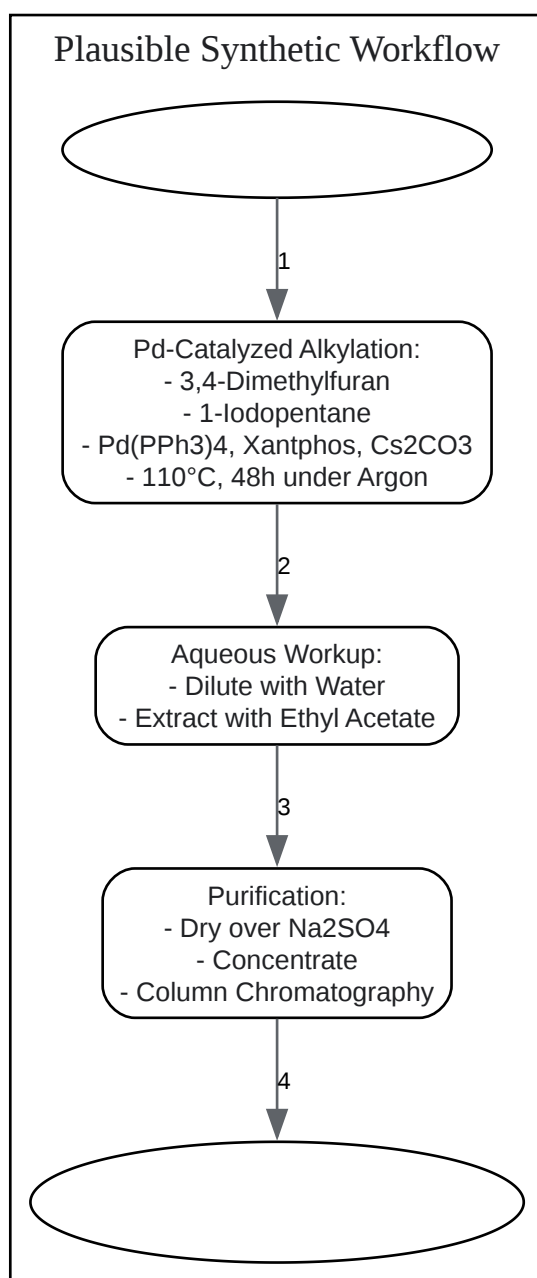 Plausible Synthetic Workflow
1
Pd-Catalyzed Alkylation:
- 3,4-Dimethylfuran
- 1-Iodopentane
- Pd(PPh3)4, Xantphos, Cs2CO3
- 110°C, 48h under Argon
2
Aqueous Workup:
- Dilute with Water
- Extract with Ethyl Acetate
3
Purification:
- Dry over Na2SO4
- Concentrate
- Column Chromatography
4